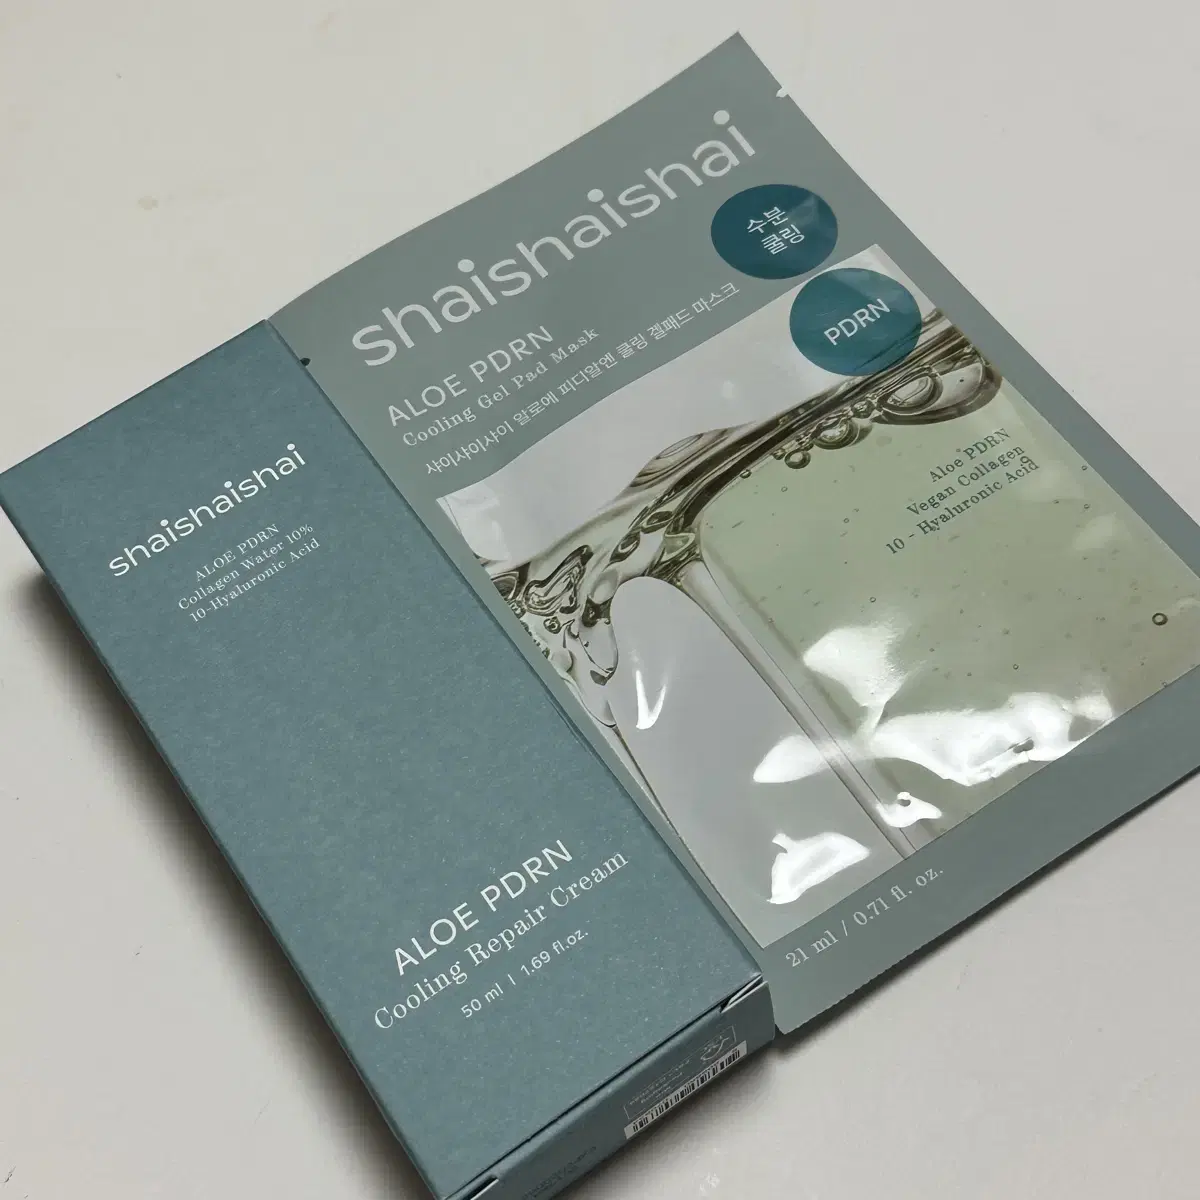 shaishaishai
ALOE PDRN
Cooling Gel Pad Mask
샤이샤이샤이 알로에 피디알엔 쿨링 겔패드 마스크
수분
쿨링
PDRN
Aloe PDRN
Vegan Collagen
10 - Hyaluronic Acid
21 ml / 0.71 fl. oz.
shaishaishai
ALOE PDRN
Collagen Water 10%
10-Hyaluronic Acid
ALOE PDRN
Cooling Repair Cream
50 ml | 1.69 fl.oz.